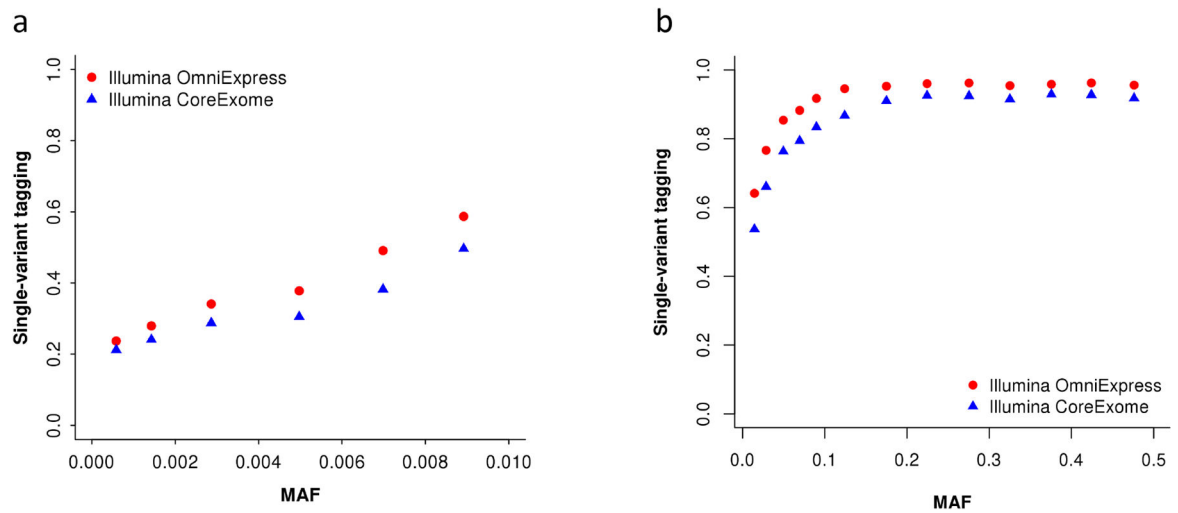 a
Single-variant tagging
1.0
0.8
0.6
0.4
0.2
0.0
Illumina OmniExpress
Illumina CoreExome
0.000 0.002 0.004 0.006 0.008 0.010
MAF
b
Single-variant tagging
1.0
0.8
0.6
0.4
0.2
0.0
Illumina OmniExpress
Illumina CoreExome
0.0 0.1 0.2 0.3 0.4 0.5
MAF